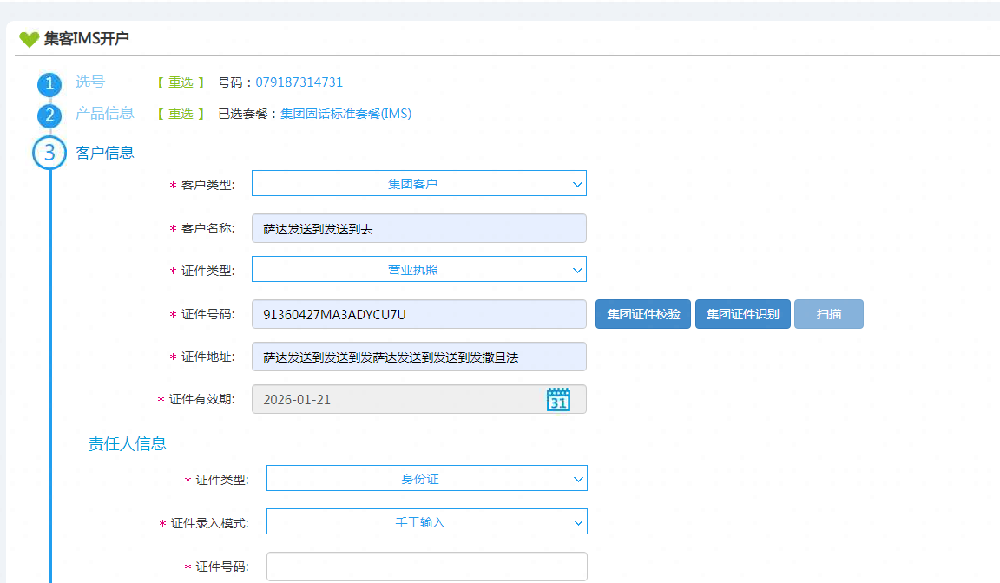 集客IMS开户
1 选号 【 重选 】 号码：079187314731
2 产品信息 【 重选 】 已选套餐：集团固话标准套餐(IMS)
3 客户信息
* 客户类型: 集团客户
* 客户名称: 萨达发送到发送到去
* 证件类型: 营业执照
* 证件号码: 91360427MA3ADYCU7U 集团证件校验 集团证件识别 扫描
* 证件地址: 萨达发送到发送到发萨达发送到发送到发撒旦法
* 证件有效期: 2026-01-21 31
责任人信息
* 证件类型: 身份证
* 证件录入模式: 手工输入
* 证件号码: